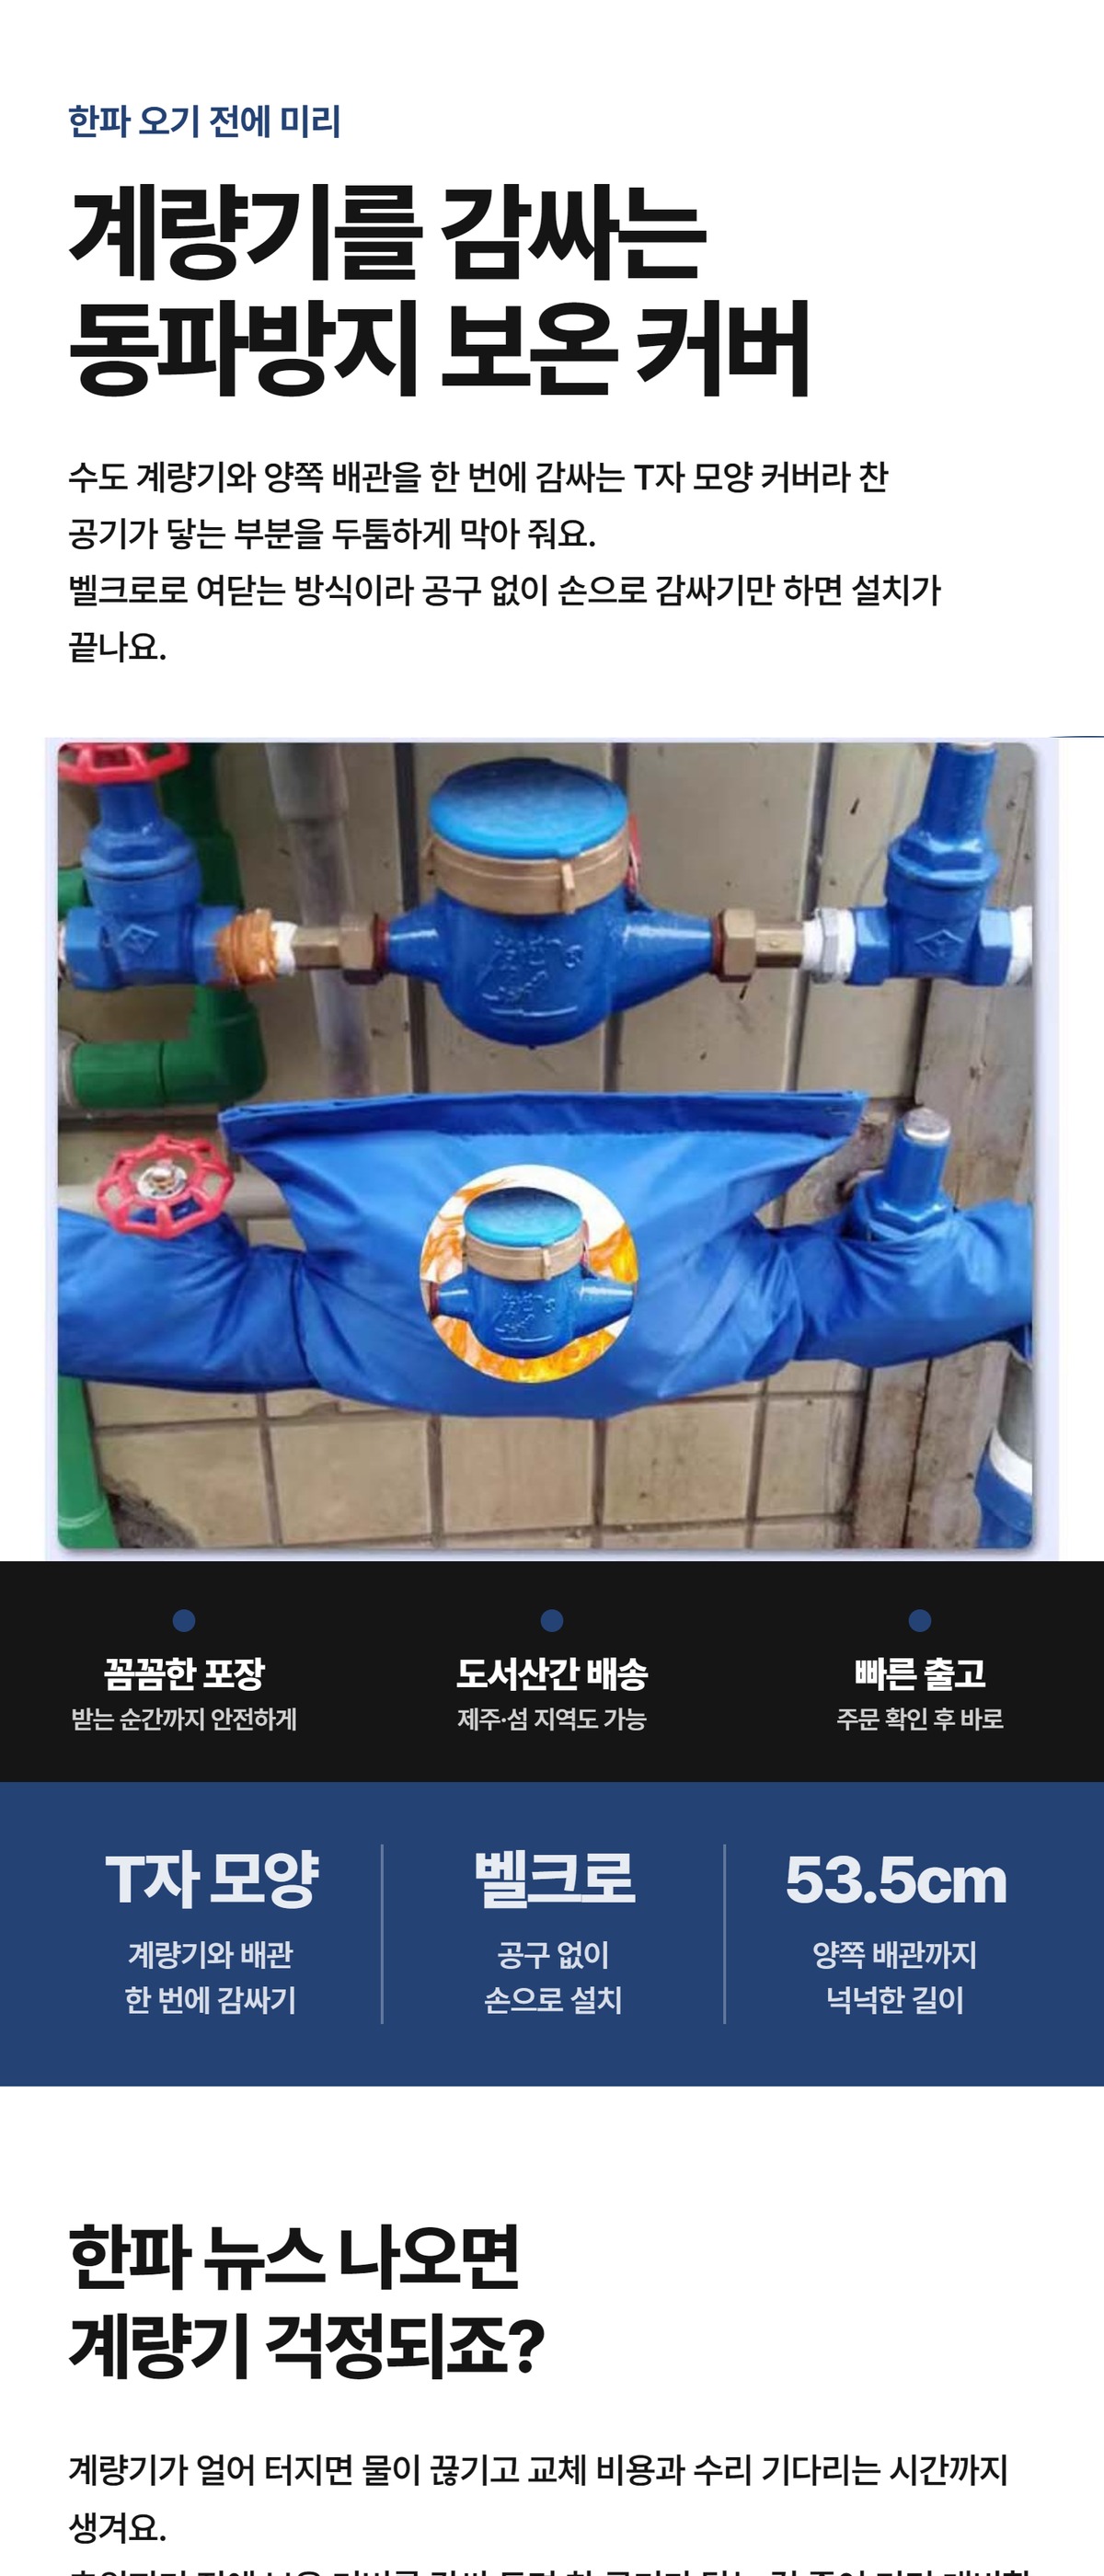 한파 오기 전에 미리
계량기를 감싸는
동파방지 보온 커버
수도 계량기와 양쪽 배관을 한 번에 감싸는 T자 모양 커버라 찬
공기가 닿는 부분을 두툼하게 막아 줘요.
벨크로로 여닫는 방식이라 공구 없이 손으로 감싸기만 하면 설치가
끝나요.
꼼꼼한 포장
받는 순간까지 안전하게
도서산간 배송
제주·섬 지역도 가능
빠른 출고
주문 확인 후 바로
T자 모양
계량기와 배관
한 번에 감싸기
벨크로
공구 없이
손으로 설치
53.5cm
양쪽 배관까지
넉넉한 길이
한파 뉴스 나오면
계량기 걱정되죠?
계량기가 얼어 터지면 물이 끊기고 교체 비용과 수리 기다리는 시간까지
생겨요.